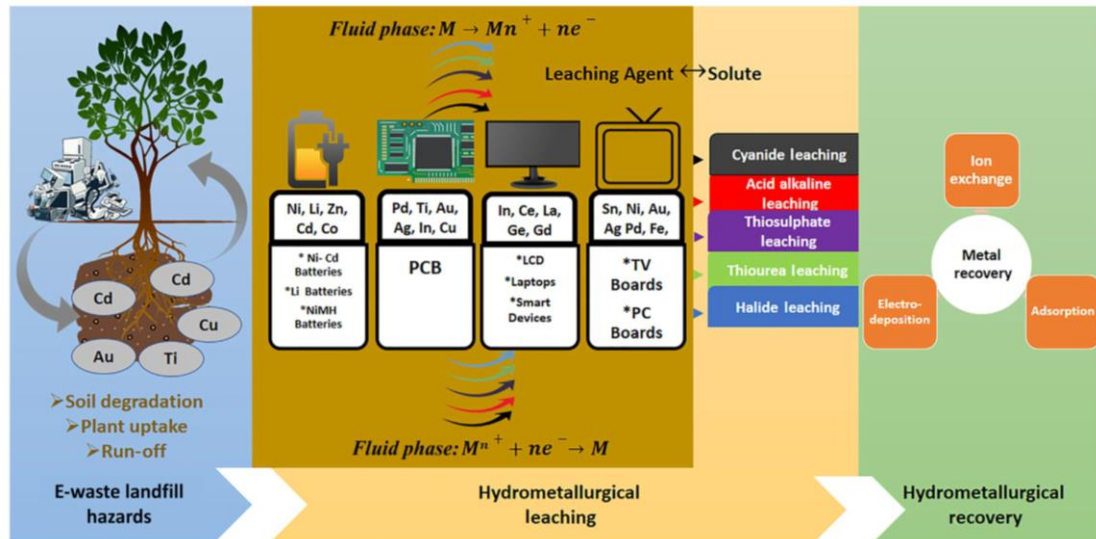 Fluid phase: M → Mn⁺ + ne⁻
Leaching Agent ↔ Solute
Ni, Li, Zn,
Cd, Co
* Ni- Cd
Batteries
*Li Batteries
*NiMH
Batteries
Pd, Ti, Au,
Ag, In, Cu
PCB
In, Ce, La,
Ge, Gd
*LCD
*Laptops
*Smart
Devices
Sn, Ni, Au,
Ag Pd, Fe,
*TV
Boards
*PC
Boards
Cyanide leaching
Acid alkaline
leaching
Thiosulphate
leaching
Thiourea leaching
Halide leaching
Ion
exchange
Metal
recovery
Electro-
deposition
Adsorption
Cd
Cd
Cu
Au
Ti
➢Soil degradation
➢Plant uptake
➢Run-off
Fluid phase: Mⁿ⁺ + ne⁻ → M
E-waste landfill
hazards
Hydrometallurgical
leaching
Hydrometallurgical
recovery